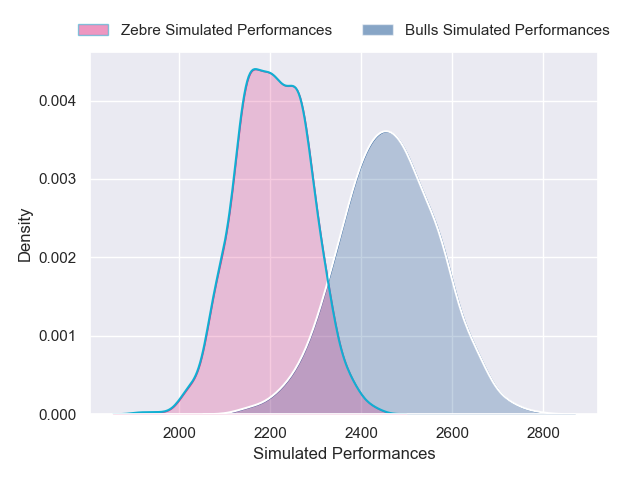 Zebre Simulated Performances Bulls Simulated Performances
0.004
0.003
Density
0.002
0.001
0.000
2000 2200 2400 2600 2800
Simulated Performances